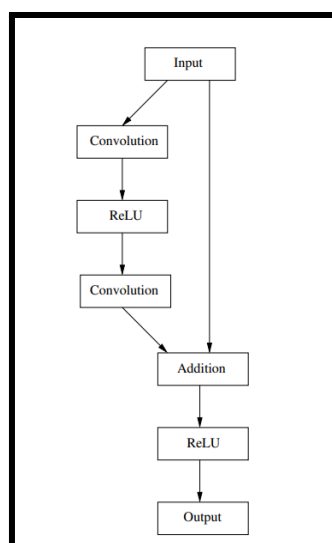 Input
Convolution
ReLU
Convolution
Addition
ReLU
Output